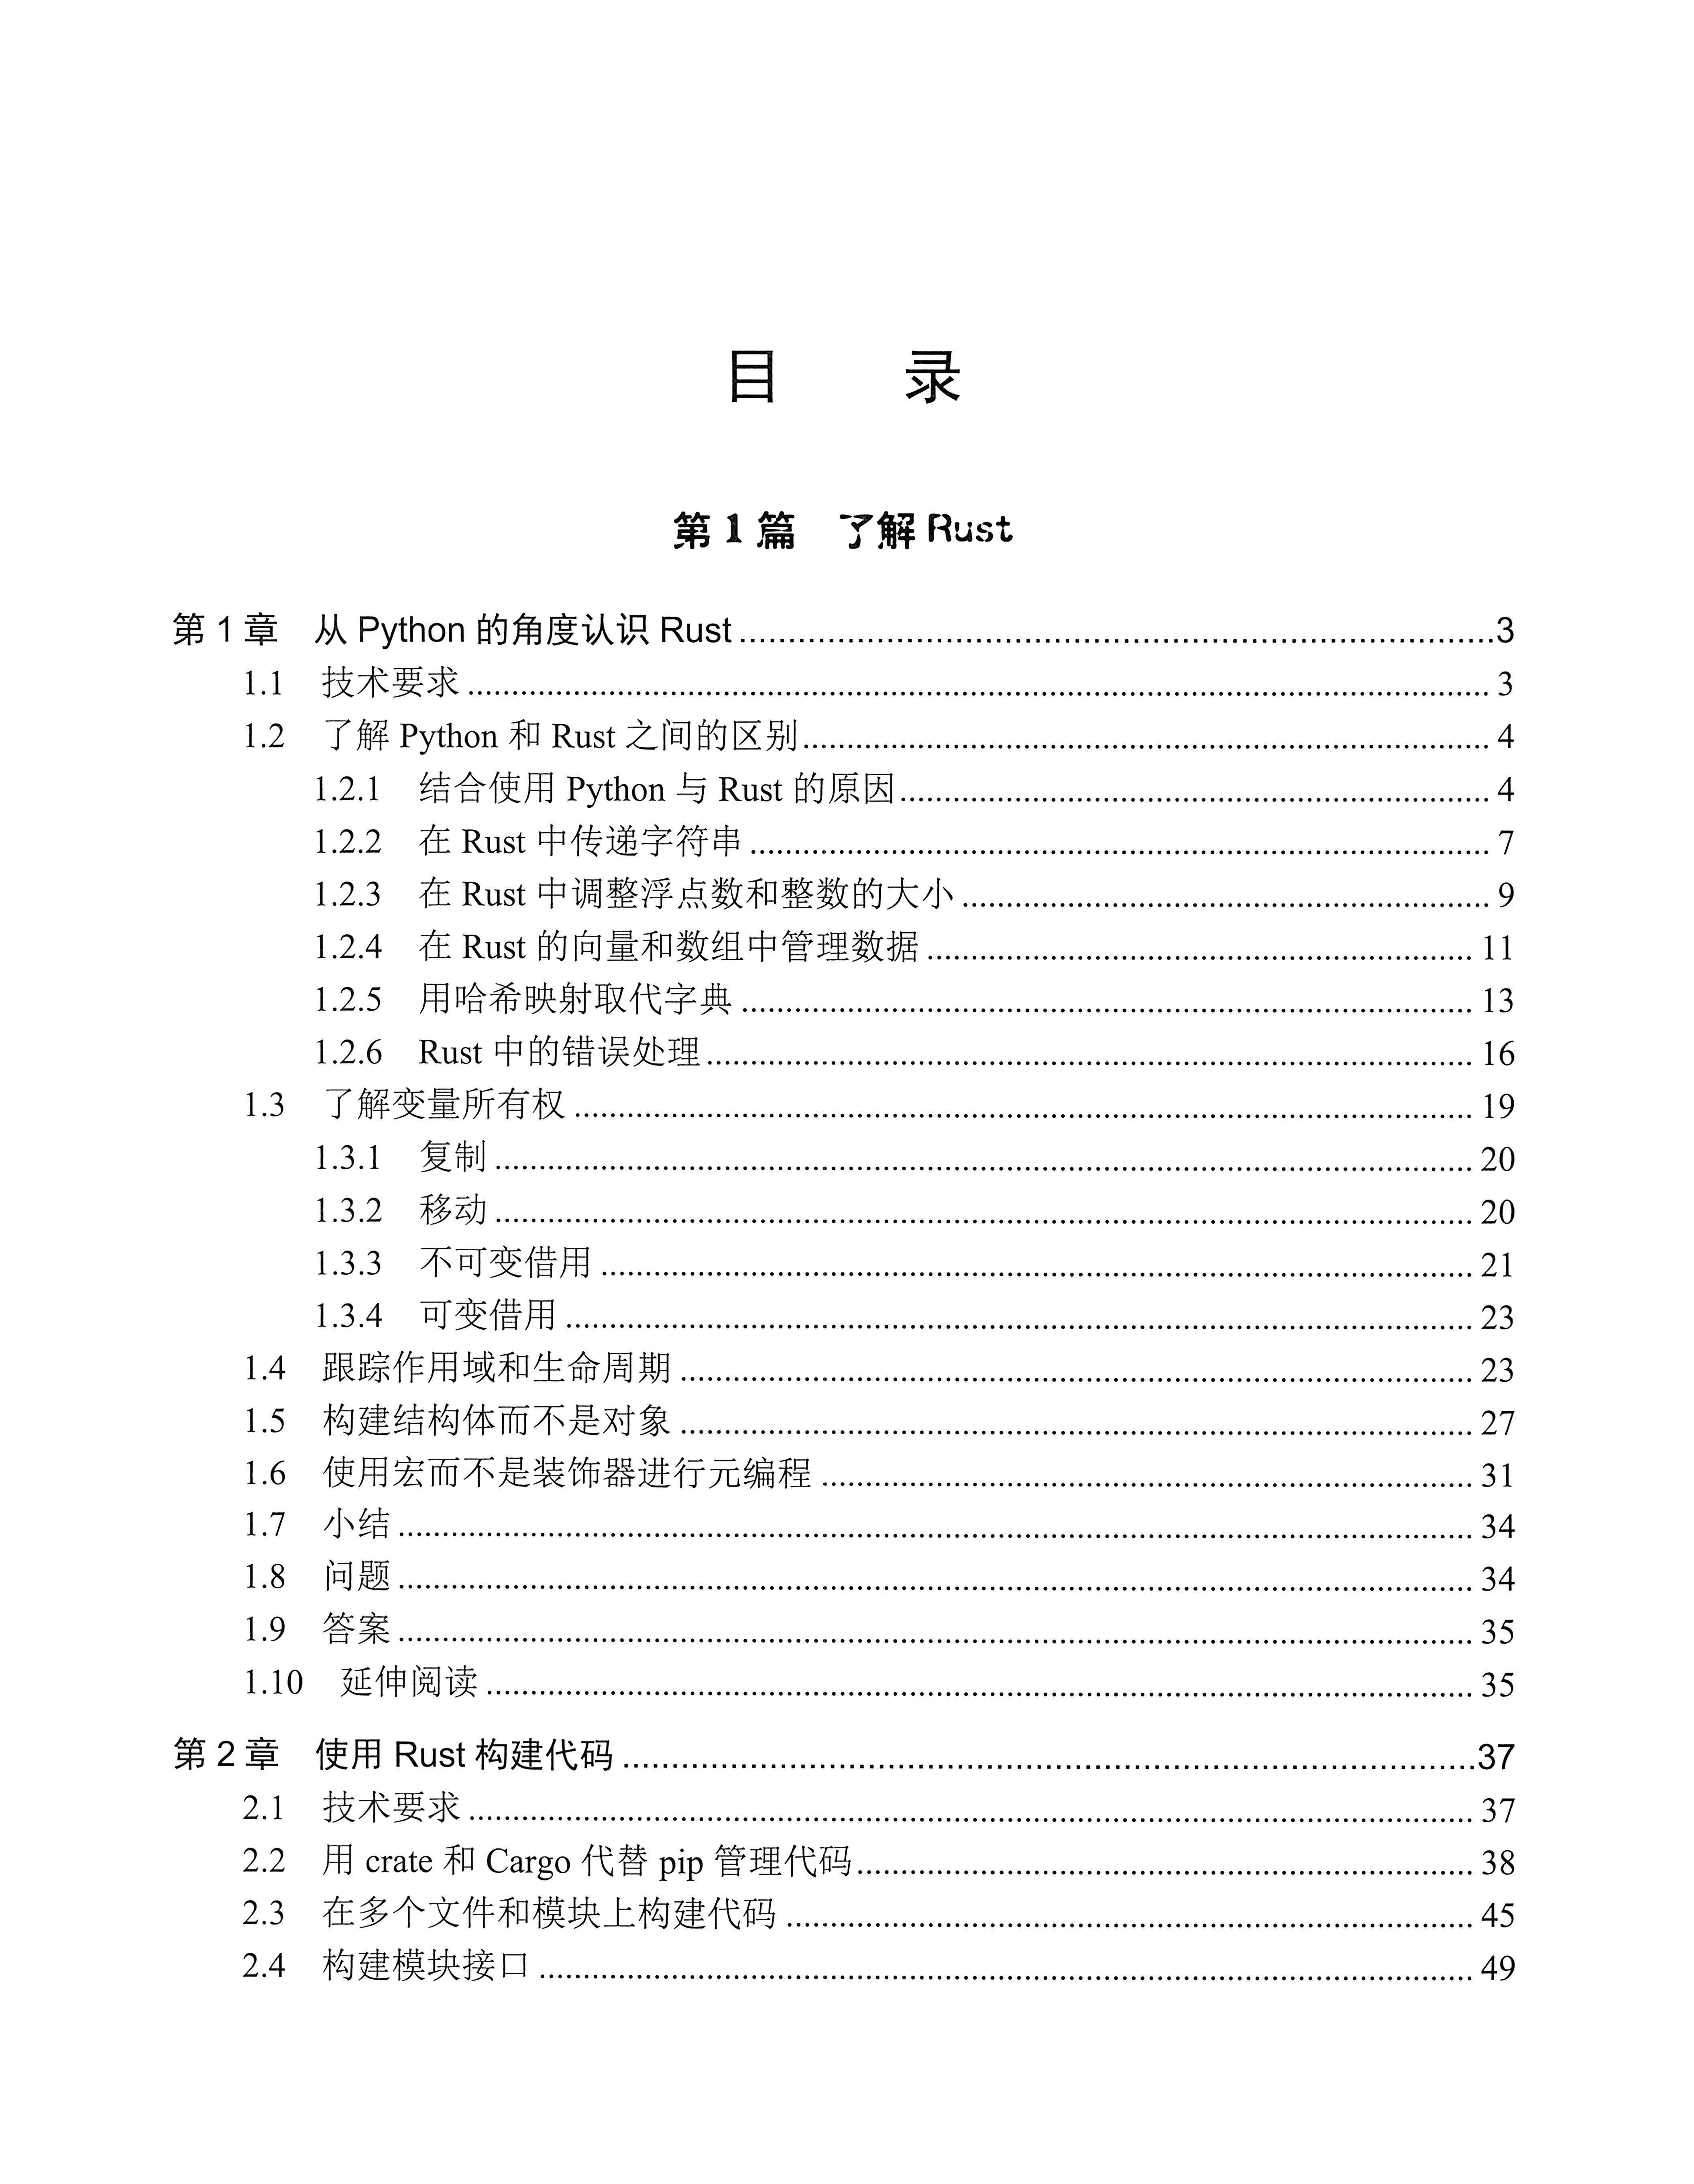 目 录
第 1 篇 了解 Rust
第 1 章 从 Python 的角度认识 Rust ........ 3
1.1 技术要求 ........ 3
1.2 了解 Python 和 Rust 之间的区别 ........ 4
1.2.1 结合使用 Python 与 Rust 的原因 ........ 4
1.2.2 在 Rust 中传递字符串 ........ 7
1.2.3 在 Rust 中调整浮点数和整数的大小 ........ 9
1.2.4 在 Rust 的向量和数组中管理数据 ........ 11
1.2.5 用哈希映射取代字典 ........ 13
1.2.6 Rust 中的错误处理 ........ 16
1.3 了解变量所有权 ........ 19
1.3.1 复制 ........ 20
1.3.2 移动 ........ 20
1.3.3 不可变借用 ........ 21
1.3.4 可变借用 ........ 23
1.4 跟踪作用域和生命周期 ........ 23
1.5 构建结构体而不是对象 ........ 27
1.6 使用宏而不是装饰器进行元编程 ........ 31
1.7 小结 ........ 34
1.8 问题 ........ 34
1.9 答案 ........ 35
1.10 延伸阅读 ........ 35
第 2 章 使用 Rust 构建代码 ........ 37
2.1 技术要求 ........ 37
2.2 用 crate 和 Cargo 代替 pip 管理代码 ........ 38
2.3 在多个文件和模块上构建代码 ........ 45
2.4 构建模块接口 ........ 49